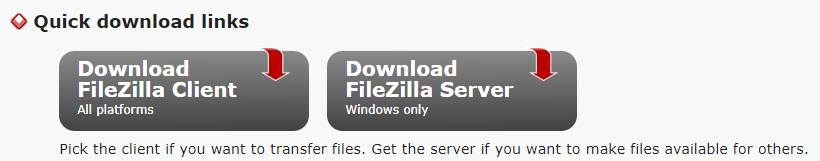 Quick download links
Download
FileZilla Client
All platforms
Download
FileZilla Server
Windows only
Pick the client if you want to transfer files. Get the server if you want to make files available for others.